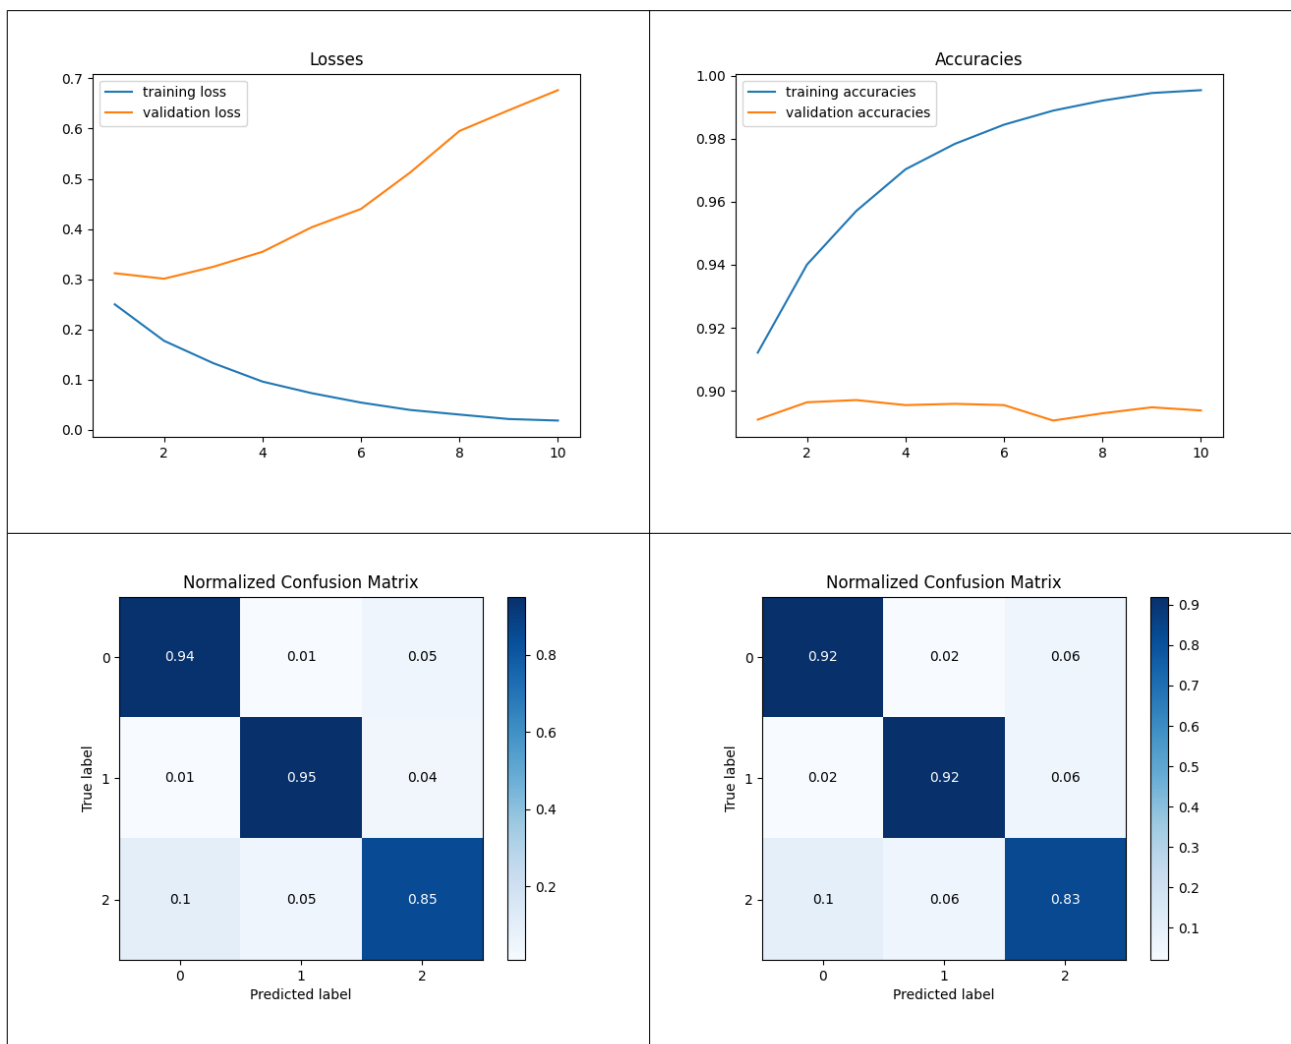 Losses
training loss
validation loss
0.7
0.6
0.5
0.4
0.3
0.2
0.1
0.0
2 4 6 8 10
Accuracies
training accuracies
validation accuracies
1.00
0.98
0.96
0.94
0.92
0.90
2 4 6 8 10
Normalized Confusion Matrix
True label
0 0.94 0.01 0.05
1 0.01 0.95 0.04
2 0.1 0.05 0.85
0 1 2
Predicted label
0.8
0.6
0.4
0.2
Normalized Confusion Matrix
True label
0 0.92 0.02 0.06
1 0.02 0.92 0.06
2 0.1 0.06 0.83
0 1 2
Predicted label
0.9
0.8
0.7
0.6
0.5
0.4
0.3
0.2
0.1